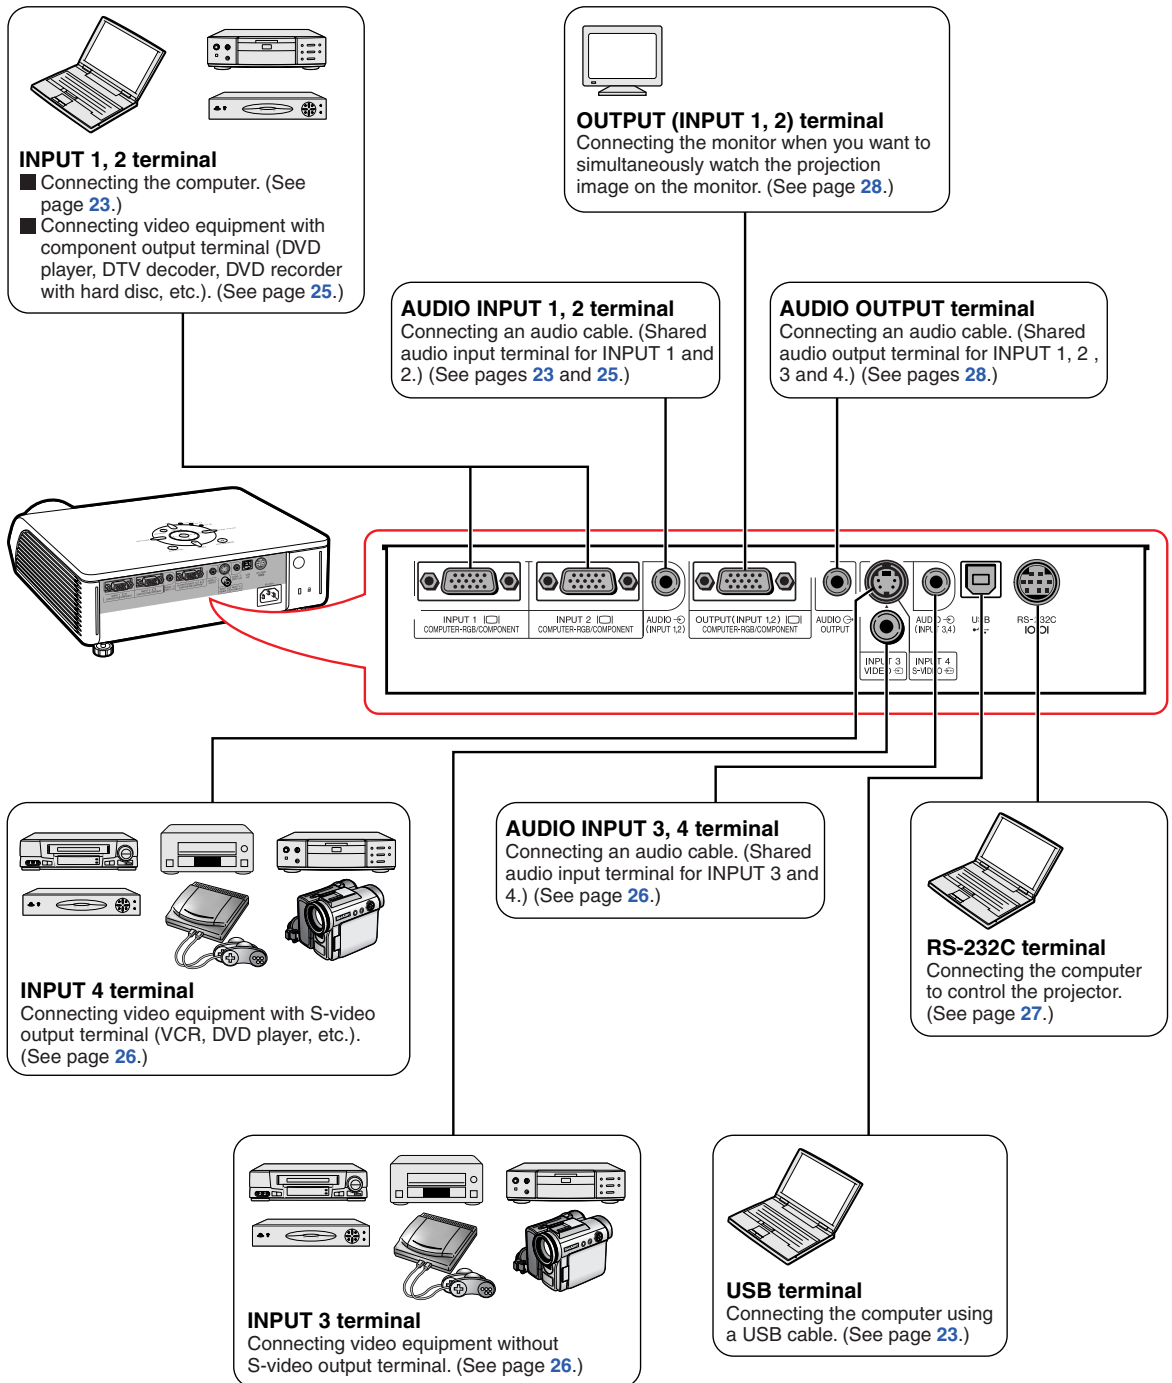 INPUT 1, 2 terminal
■ Connecting the computer. (See
page 23.)
■ Connecting video equipment with
component output terminal (DVD
player, DTV decoder, DVD recorder
with hard disc, etc.). (See page 25.)
OUTPUT (INPUT 1, 2) terminal
Connecting the monitor when you want to
simultaneously watch the projection
image on the monitor. (See page 28.)
AUDIO INPUT 1, 2 terminal
Connecting an audio cable. (Shared
audio input terminal for INPUT 1 and
2.) (See pages 23 and 25.)
AUDIO OUTPUT terminal
Connecting an audio cable. (Shared
audio output terminal for INPUT 1, 2 ,
3 and 4.) (See pages 28.)
INPUT 1
COMPUTER-RGB/COMPONENT
INPUT 2
COMPUTER-RGB/COMPONENT
AUDIO
(INPUT 1,2)
OUTPUT(INPUT 1,2)
COMPUTER-RGB/COMPONENT
AUDIO
OUTPUT
INPUT 3
VIDEO
AUDIO
(INPUT 3,4)
INPUT 4
S-VIDEO
USB
RS-232C
INPUT 4 terminal
Connecting video equipment with S-video
output terminal (VCR, DVD player, etc.).
(See page 26.)
AUDIO INPUT 3, 4 terminal
Connecting an audio cable. (Shared
audio input terminal for INPUT 3 and
4.) (See page 26.)
RS-232C terminal
Connecting the computer
to control the projector.
(See page 27.)
INPUT 3 terminal
Connecting video equipment without
S-video output terminal. (See page 26.)
USB terminal
Connecting the computer using
a USB cable. (See page 23.)